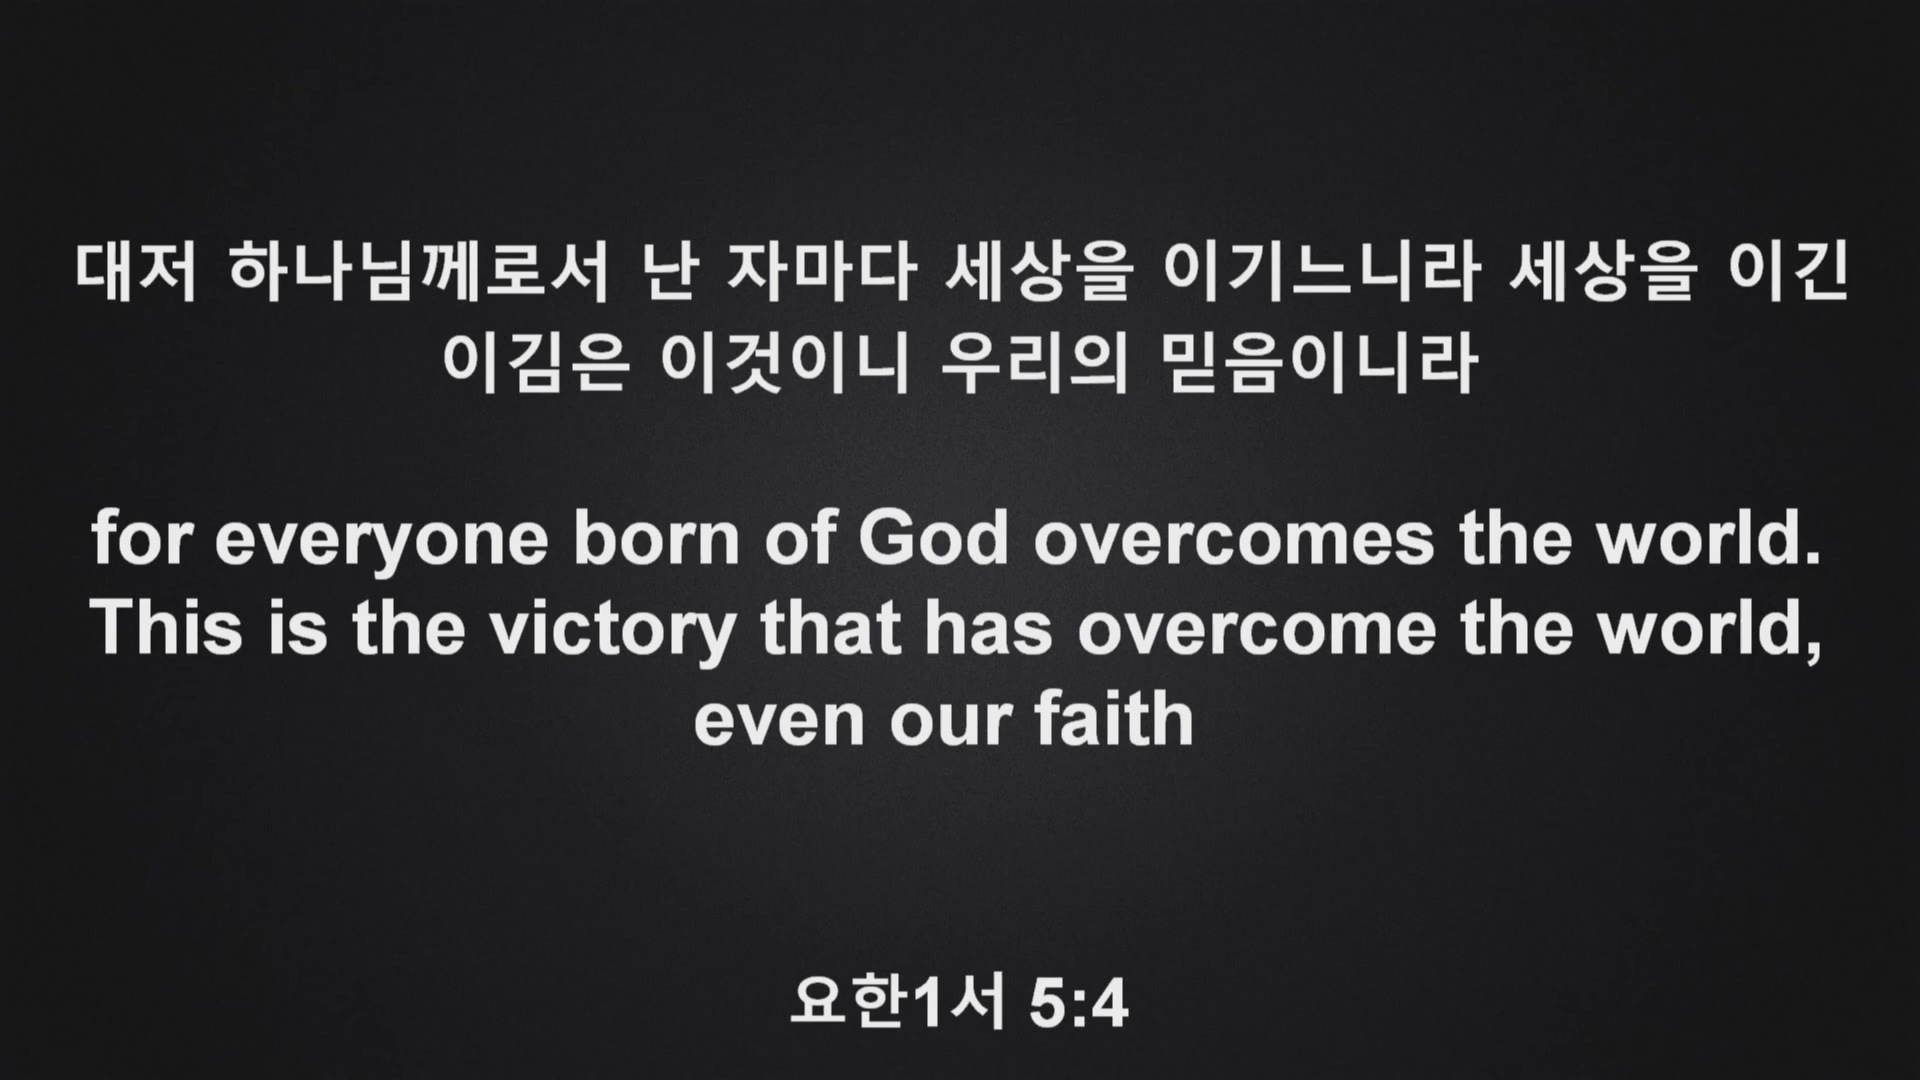 대저 하나님께로서 난 자마다 세상을 이기느니라 세상을 이긴
이김은 이것이니 우리의 믿음이니라
for everyone born of God overcomes the world.
This is the victory that has overcome the world,
even our faith
요한1서 5:4